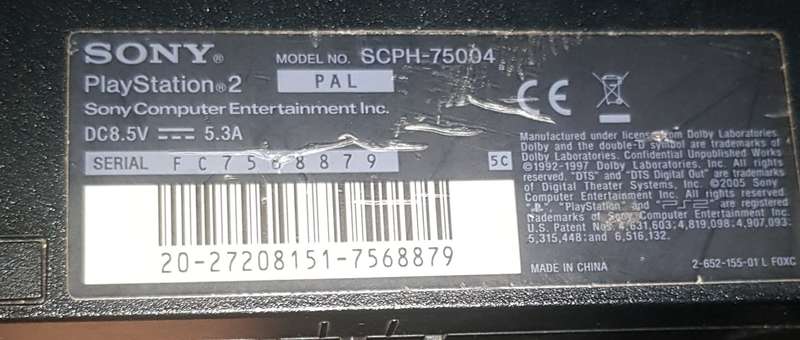 SONY® MODEL NO. SCPH-75004
PlayStation®2 PAL
Sony Computer Entertainment Inc.
DC8.5V ⎓ 5.3A
SERIAL FC7568879 5C
20-27208151-7568879
CE
Manufactured under license from Dolby Laboratories.
Dolby and the double-D symbol are trademarks of
Dolby Laboratories. Confidential Unpublished Works
©1992-1997 Dolby Laboratories, Inc. All rights
reserved. "DTS" and "DTS Digital Out" are trademarks
of Digital Theater Systems, Inc. ©2005 Sony
Computer Entertainment Inc. All rights reserved.
"PlayStation" and "PS2" are registered
Trademarks of Sony Computer Entertainment Inc.
U.S. Patent Nos. 4,631,603; 4,819,098; 4,907,093;
5,315,448; and 6,516,132.
MADE IN CHINA 2-652-155-01 L FOXC